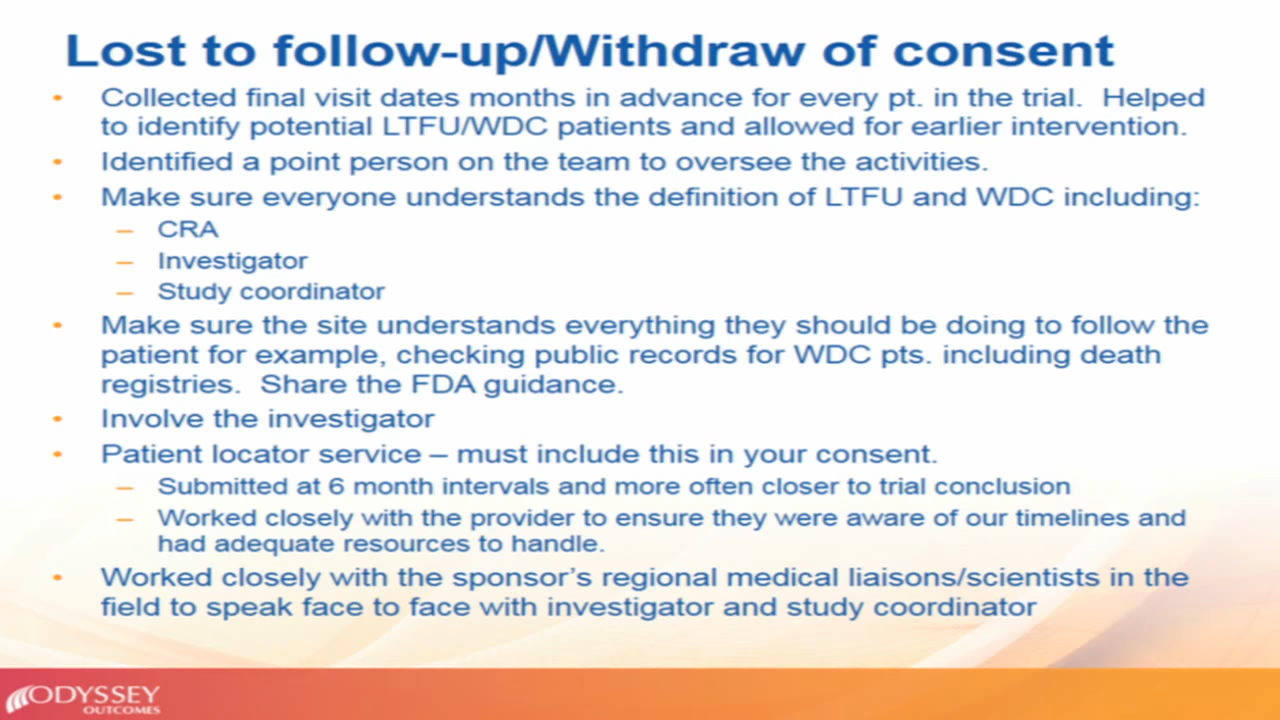 Lost to follow-up/Withdraw of consent
• Collected final visit dates months in advance for every pt. in the trial.  Helped
to identify potential LTFU/WDC patients and allowed for earlier intervention.
• Identified a point person on the team to oversee the activities.
• Make sure everyone understands the definition of LTFU and WDC including:
– CRA
– Investigator
– Study coordinator
• Make sure the site understands everything they should be doing to follow the
patient for example, checking public records for WDC pts. including death
registries.  Share the FDA guidance.
• Involve the investigator
• Patient locator service – must include this in your consent.
– Submitted at 6 month intervals and more often closer to trial conclusion
– Worked closely with the provider to ensure they were aware of our timelines and
had adequate resources to handle.
• Worked closely with the sponsor's regional medical liaisons/scientists in the
field to speak face to face with investigator and study coordinator
ODYSSEY
OUTCOMES